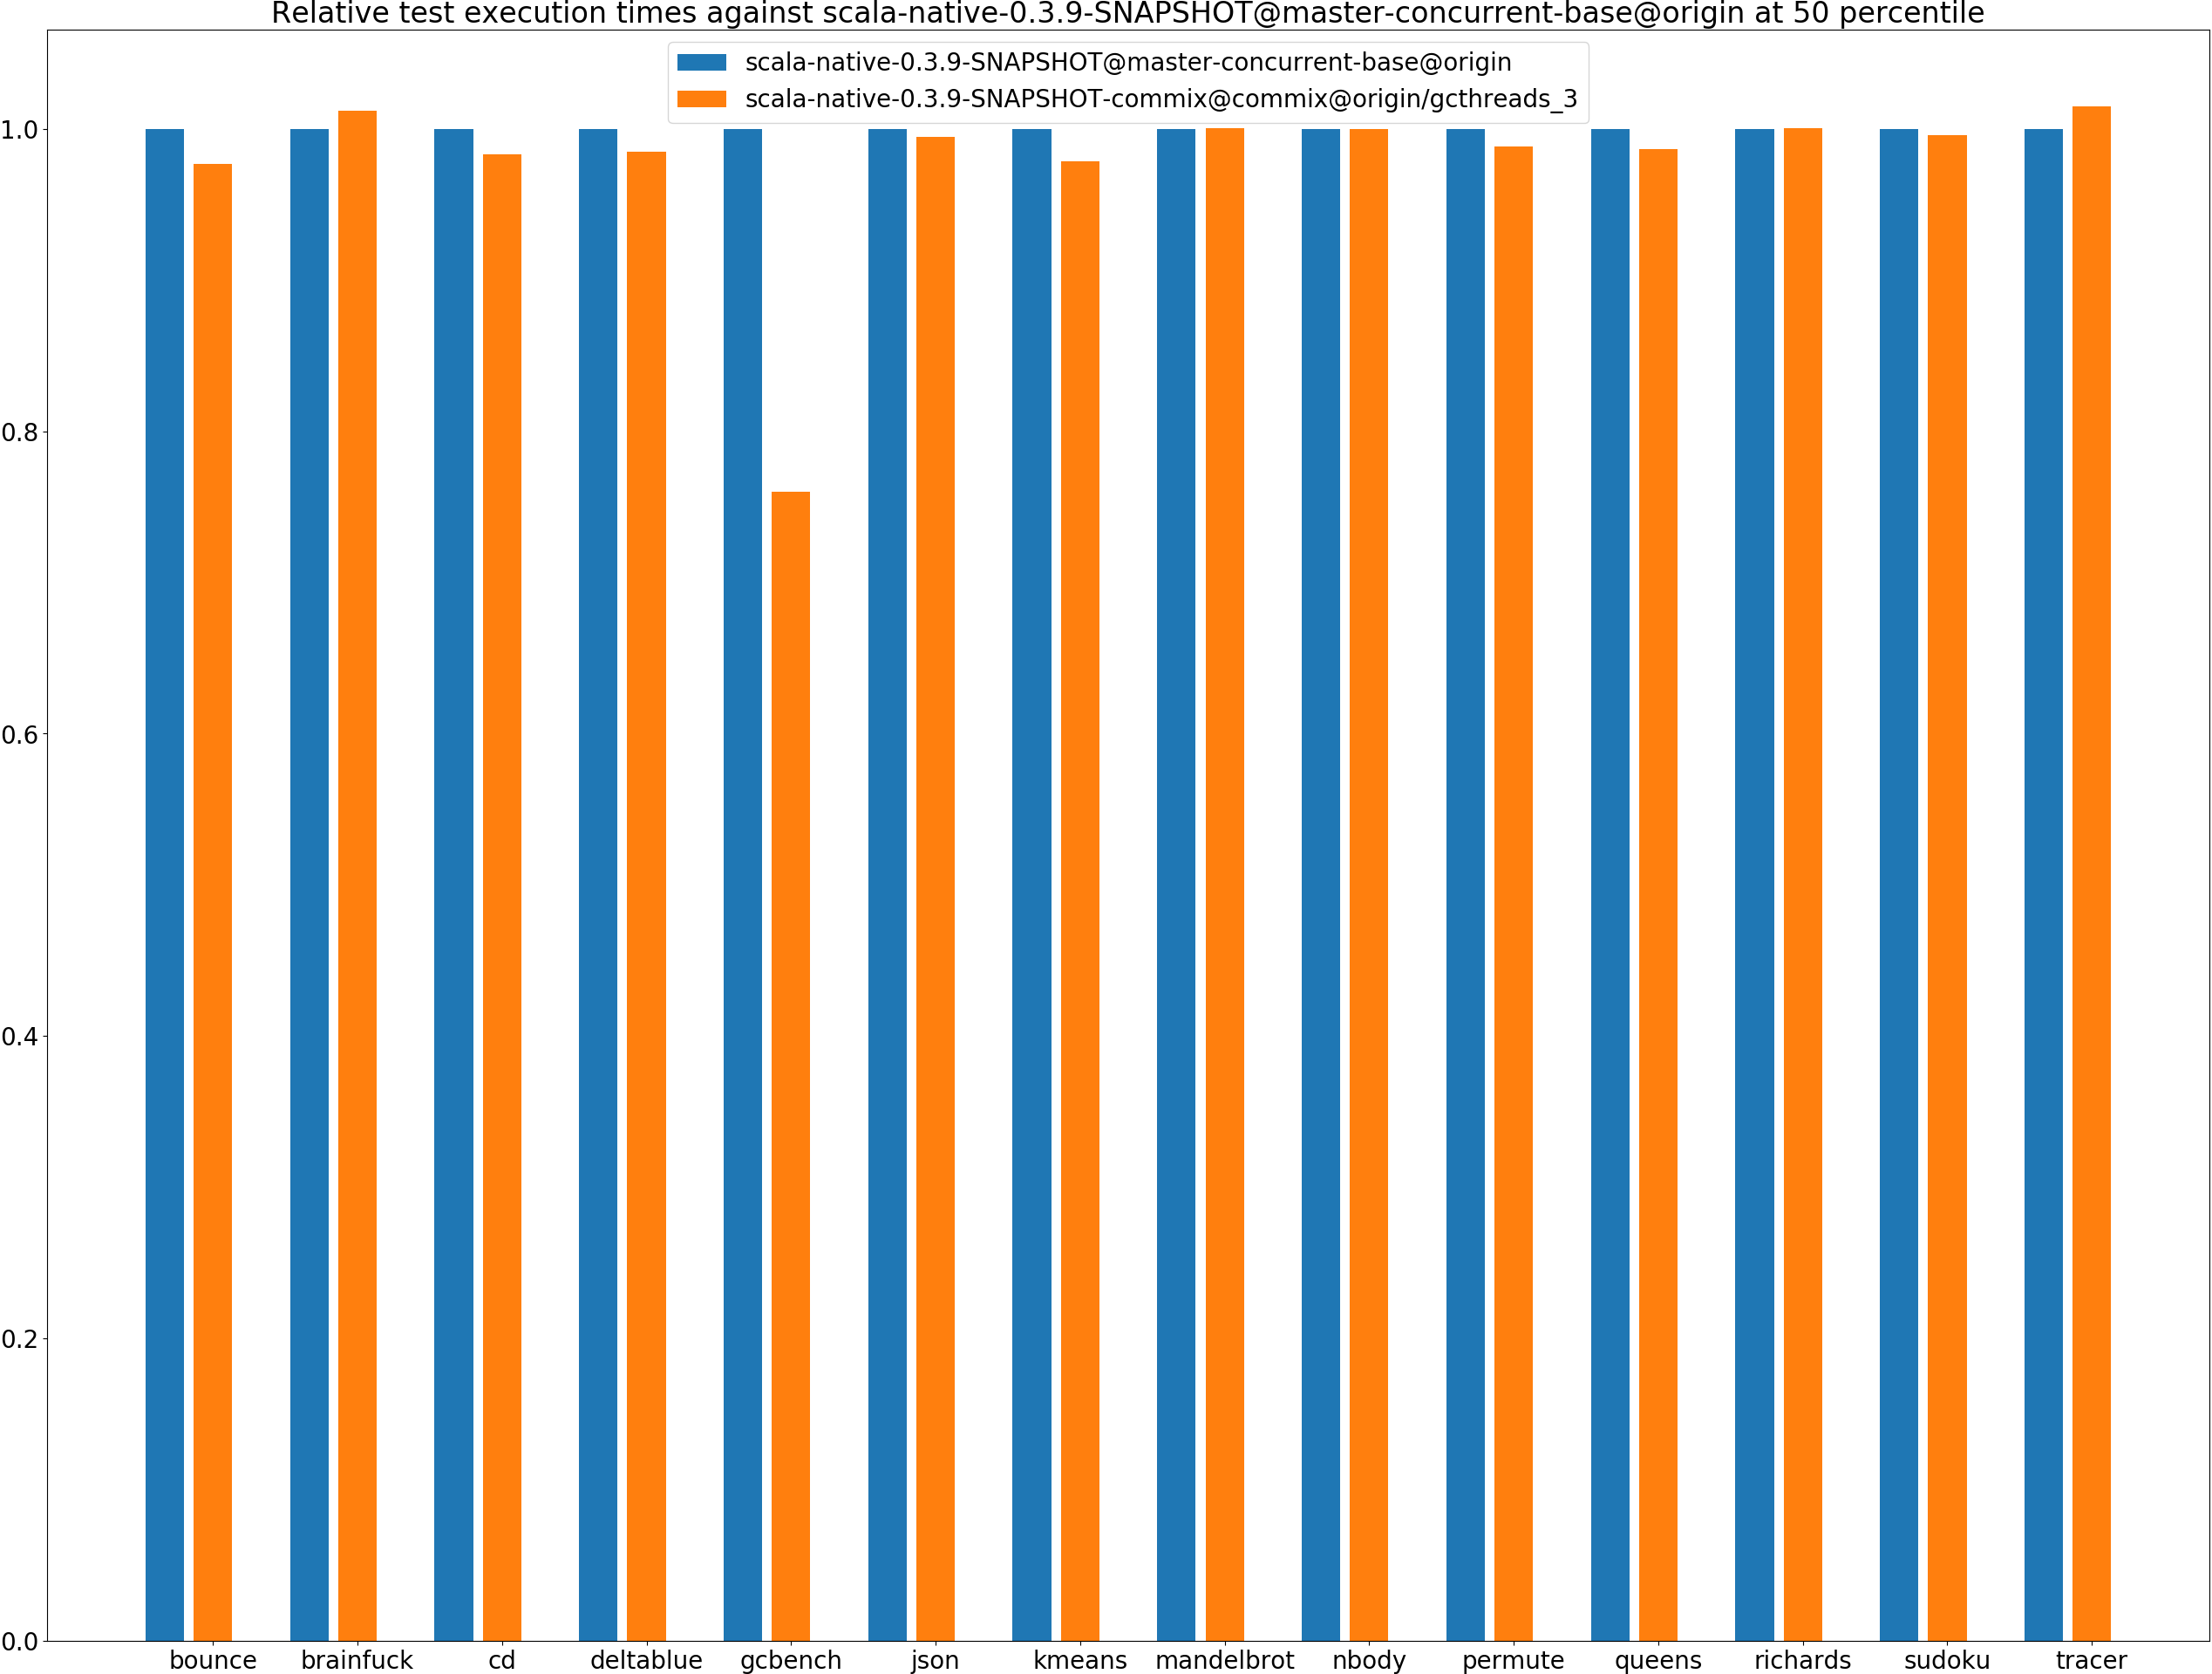 Relative test execution times against scala-native-0.3.9-SNAPSHOT@master-concurrent-base@origin at 50 percentile
scala-native-0.3.9-SNAPSHOT@master-concurrent-base@origin
scala-native-0.3.9-SNAPSHOT-commix@commix@origin/gcthreads_3
1.0
0.8
0.6
0.4
0.2
0.0
bounce brainfuck cd deltablue gcbench json kmeans mandelbrot nbody permute queens richards sudoku tracer